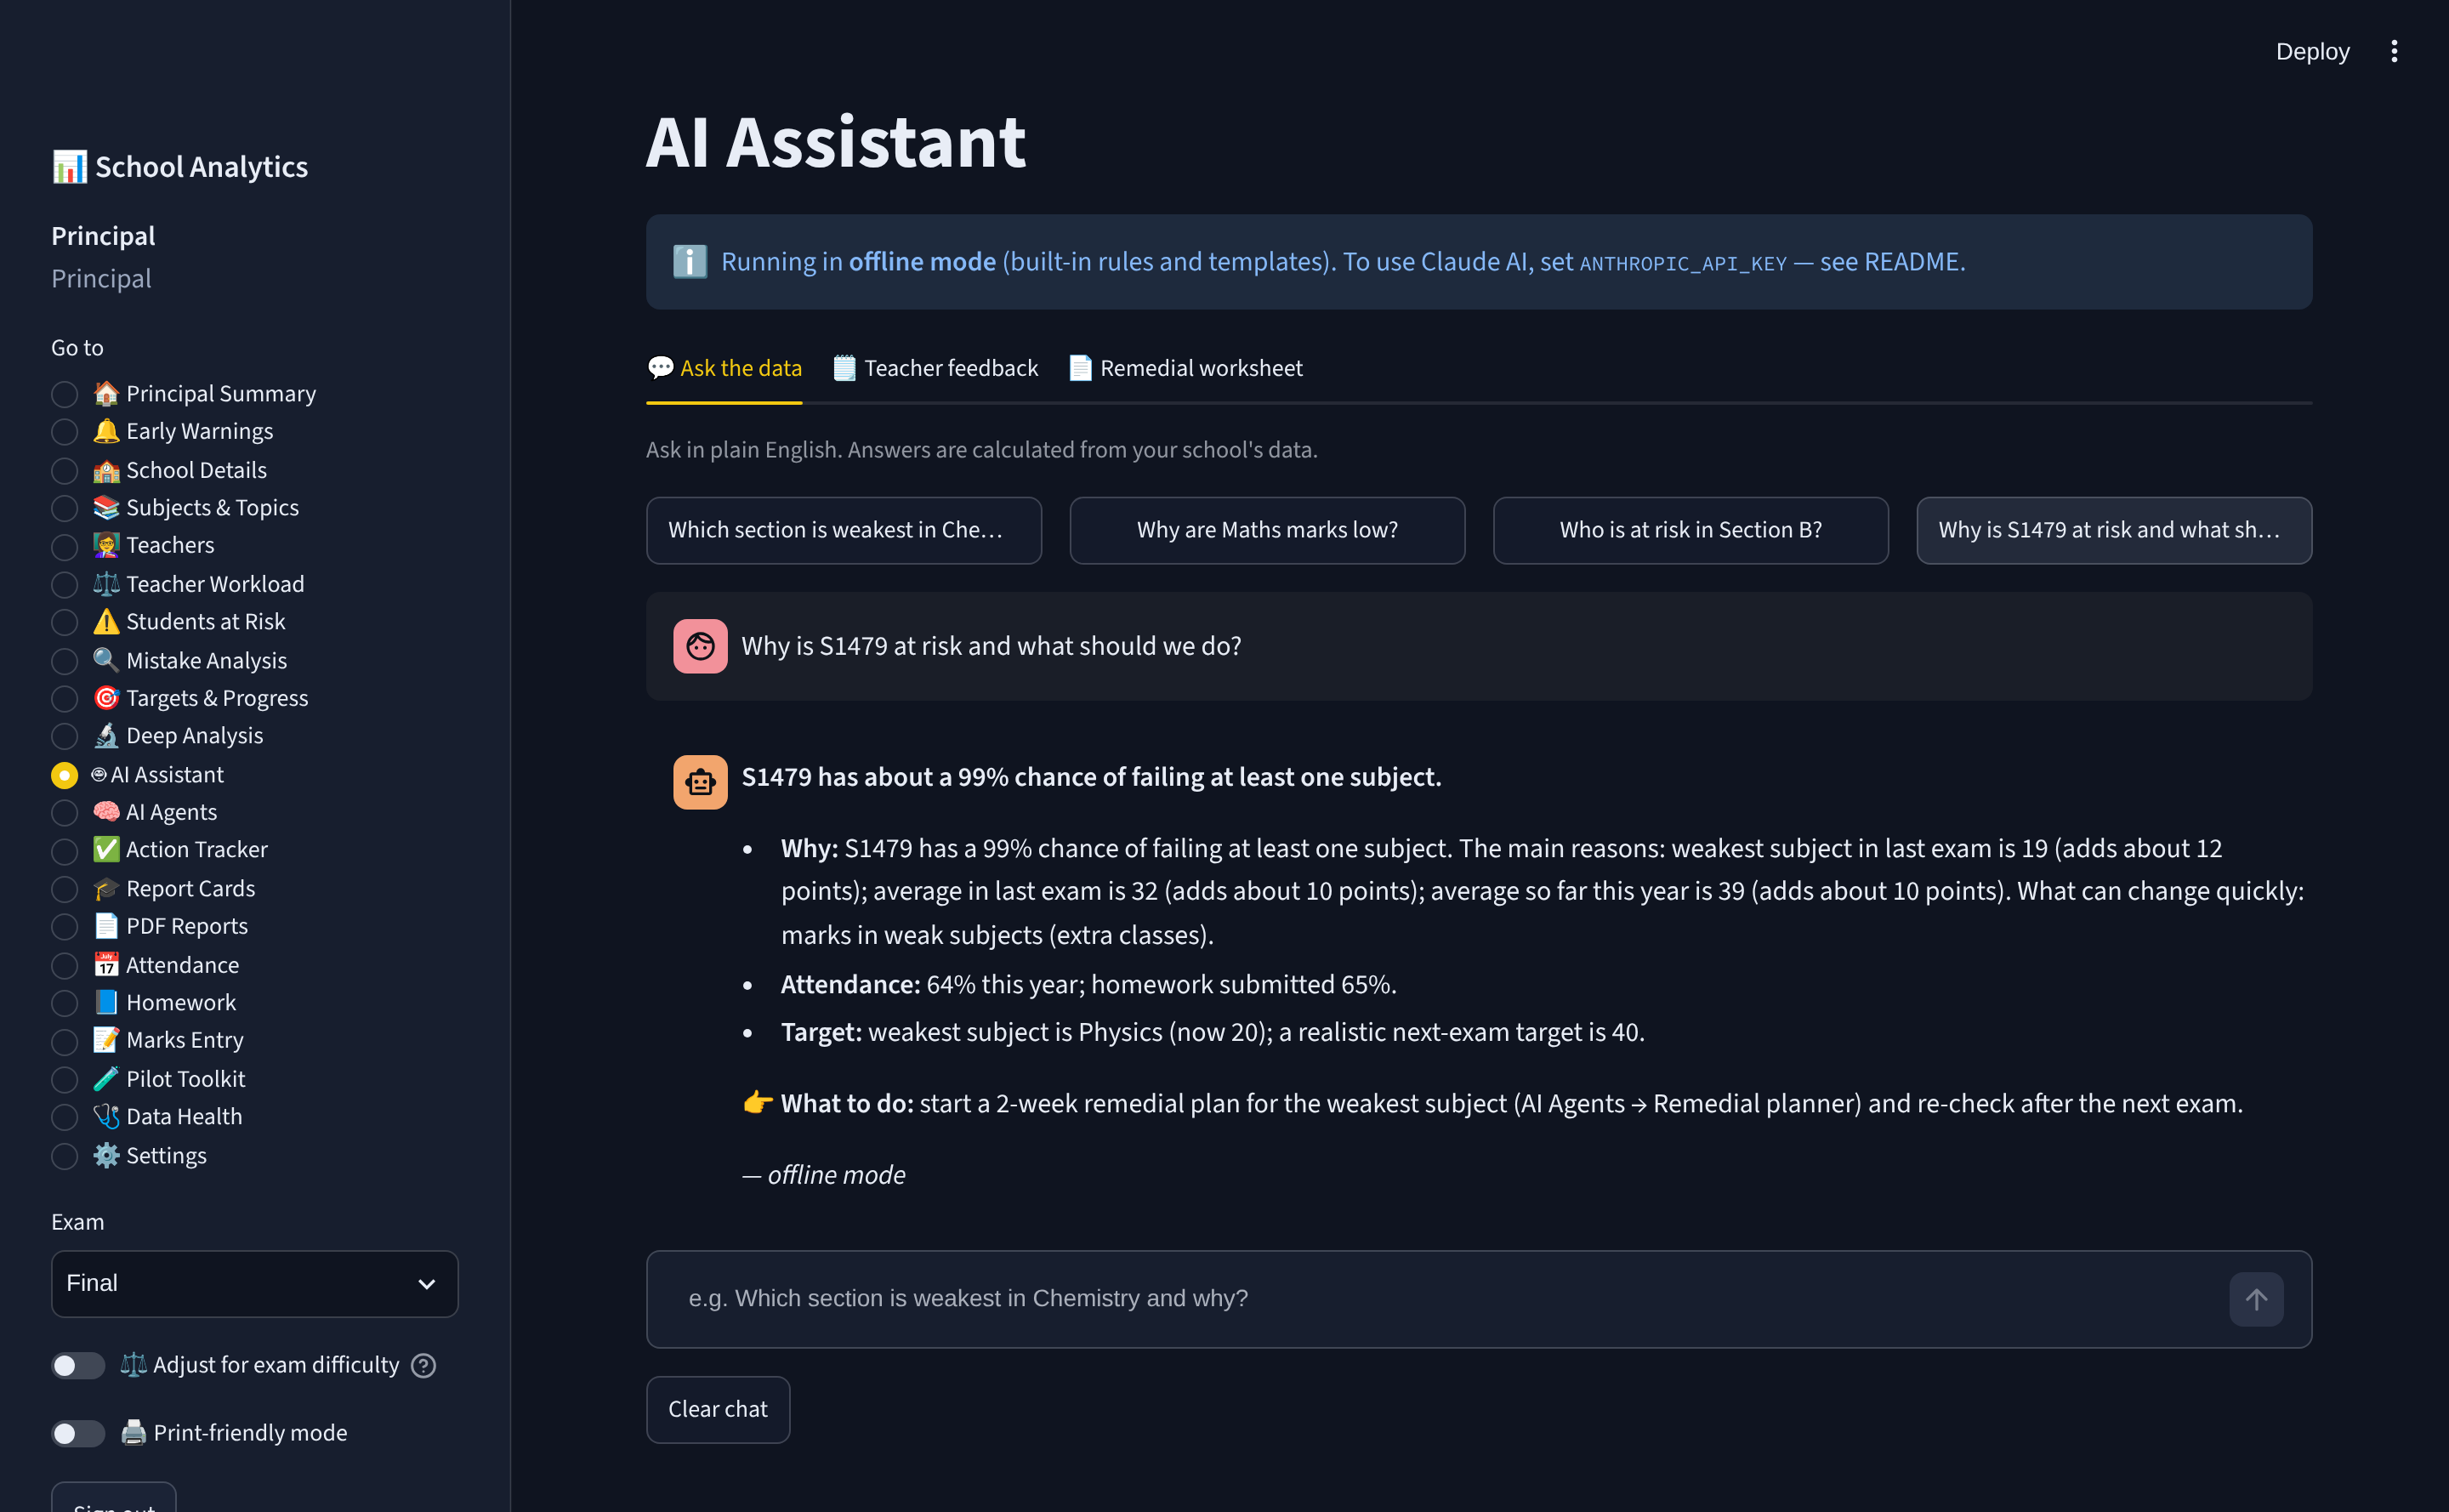 Deploy
School Analytics
Principal
Principal
Go to
Principal Summary
Early Warnings
School Details
Subjects & Topics
Teachers
Teacher Workload
Students at Risk
Mistake Analysis
Targets & Progress
Deep Analysis
AI Assistant
AI Agents
Action Tracker
Report Cards
PDF Reports
Attendance
Homework
Marks Entry
Pilot Toolkit
Data Health
Settings
Exam
Final
Adjust for exam difficulty
Print-friendly mode
AI Assistant
Running in offline mode (built-in rules and templates). To use Claude AI, set ANTHROPIC_API_KEY — see README.
Ask the data
Teacher feedback
Remedial worksheet
Ask in plain English. Answers are calculated from your school's data.
Which section is weakest in Che…
Why are Maths marks low?
Who is at risk in Section B?
Why is S1479 at risk and what sh…
Why is S1479 at risk and what should we do?
S1479 has about a 99% chance of failing at least one subject.
Why: S1479 has a 99% chance of failing at least one subject. The main reasons: weakest subject in last exam is 19 (adds about 12
points); average in last exam is 32 (adds about 10 points); average so far this year is 39 (adds about 10 points). What can change quickly:
marks in weak subjects (extra classes).
Attendance: 64% this year; homework submitted 65%.
Target: weakest subject is Physics (now 20); a realistic next-exam target is 40.
👉 What to do: start a 2-week remedial plan for the weakest subject (AI Agents → Remedial planner) and re-check after the next exam.
— offline mode
e.g. Which section is weakest in Chemistry and why?
Clear chat